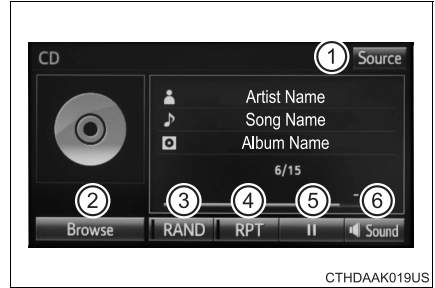 CD
1 Source
Artist Name
Song Name
Album Name
6/15
2 3 4 5 6
Browse RAND RPT Sound
CTHDAAK019US